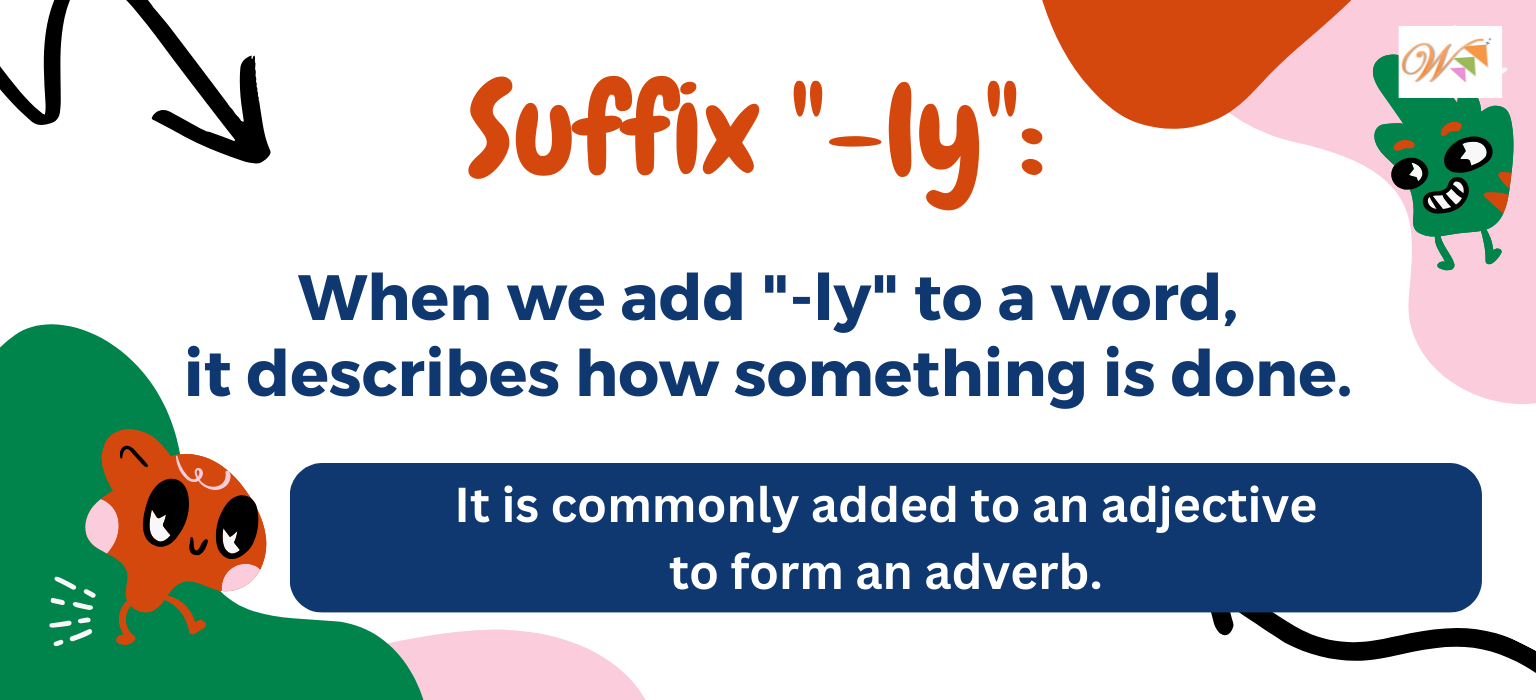 Suffix "-ly":
When we add "-ly" to a word,
it describes how something is done.
It is commonly added to an adjective
to form an adverb.
W